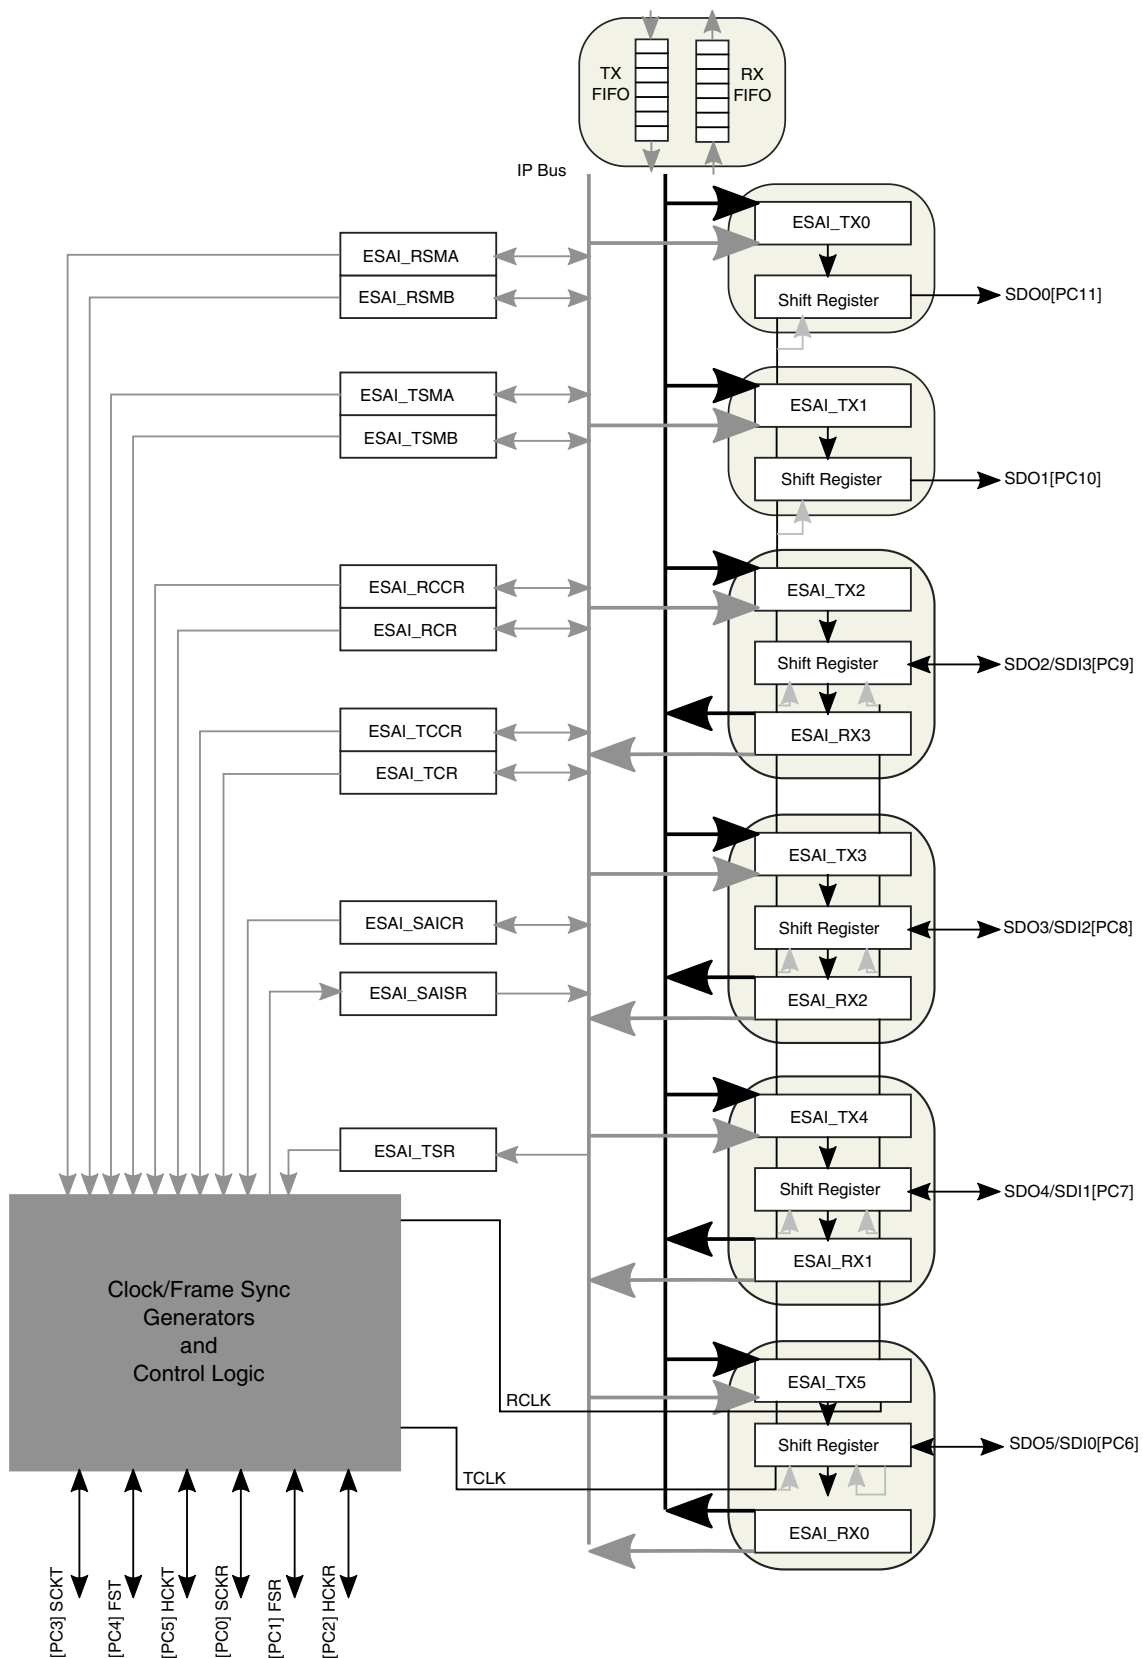 TX
FIFO
RX
FIFO
IP Bus
ESAI_TX0
Shift Register
SDO0[PC11]
ESAI_RSMA
ESAI_RSMB
ESAI_TX1
Shift Register
SDO1[PC10]
ESAI_TSMA
ESAI_TSMB
ESAI_TX2
Shift Register
SDO2/SDI3[PC9]
ESAI_RX3
ESAI_RCCR
ESAI_RCR
ESAI_TCCR
ESAI_TCR
ESAI_TX3
Shift Register
SDO3/SDI2[PC8]
ESAI_RX2
ESAI_SAICR
ESAI_SAISR
ESAI_TX4
Shift Register
SDO4/SDI1[PC7]
ESAI_RX1
ESAI_TSR
Clock/Frame Sync
Generators
and
Control Logic
RCLK
TCLK
ESAI_TX5
Shift Register
SDO5/SDI0[PC6]
ESAI_RX0
[PC3] SCKT
[PC4] FST
[PC5] HCKT
[PC0] SCKR
[PC1] FSR
[PC2] HCKR